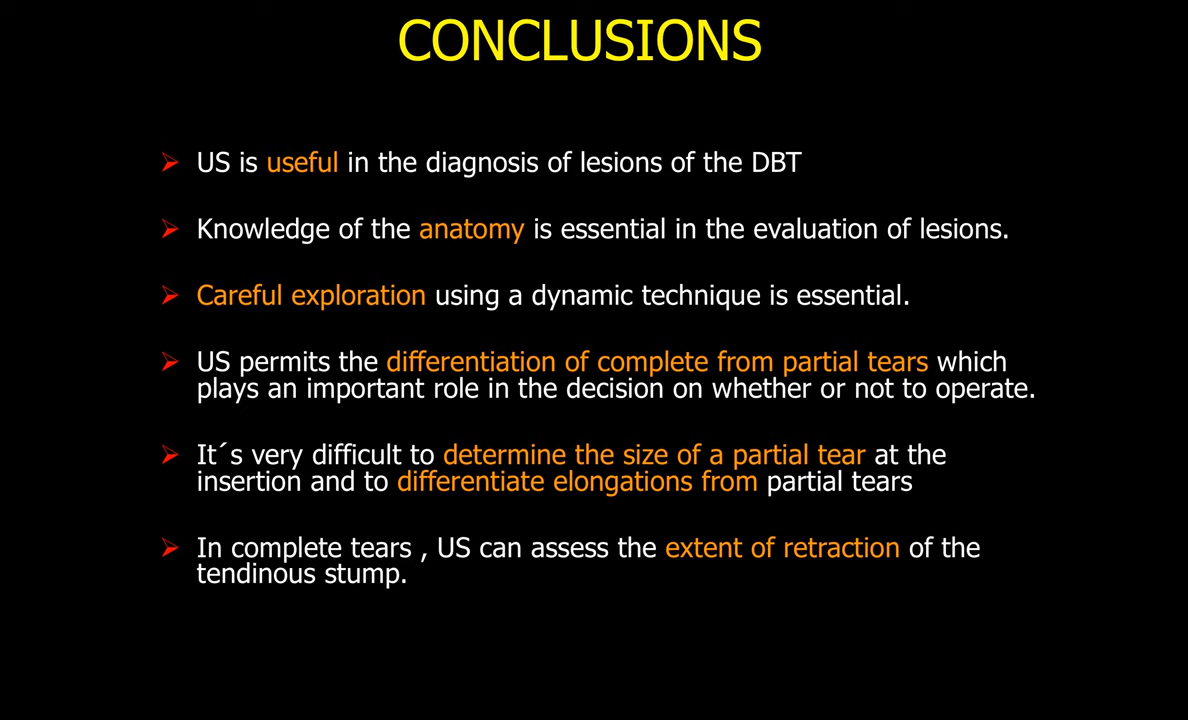 CONCLUSIONS
US is useful in the diagnosis of lesions of the DBT
Knowledge of the anatomy is essential in the evaluation of lesions.
Careful exploration using a dynamic technique is essential.
US permits the differentiation of complete from partial tears which
plays an important role in the decision on whether or not to operate.
It´s very difficult to determine the size of a partial tear at the
insertion and to differentiate elongations from partial tears
In complete tears , US can assess the extent of retraction of the
tendinous stump.